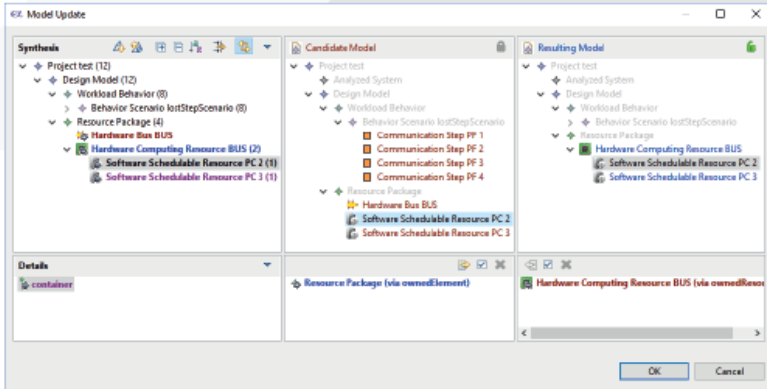 Model Update
Synthesis
Project test (12)
Design Model (12)
Workload Behavior (8)
Behavior Scenario lostStepScenario (8)
Resource Package (4)
Hardware Bus BUS
Hardware Computing Resource BUS (2)
Software Schedulable Resource PC 2 (1)
Software Schedulable Resource PC 3 (1)
Candidate Model
Project test
Analyzed System
Design Model
Workload Behavior
Behavior Scenario lostStepScenario
Communication Step PF 1
Communication Step PF 2
Communication Step PF 3
Communication Step PF 4
Resource Package
Hardware Bus BUS
Software Schedulable Resource PC 2
Software Schedulable Resource PC 3
Resulting Model
Project test
Analyzed System
Design Model
Workload Behavior
Behavior Scenario lostStepScenario
Resource Package
Hardware Computing Resource BUS
Software Schedulable Resource PC 2
Software Schedulable Resource PC 3
Details
container
Resource Package (via ownedElement)
Hardware Computing Resource BUS (via ownedResou
OK
Cancel